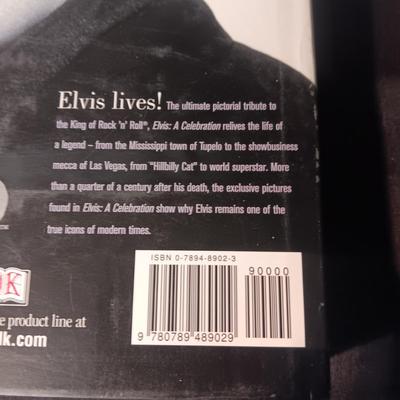 Elvis lives! The ultimate pictorial tribute to
the King of Rock 'n' Roll®, Elvis: A Celebration relives the life of
a legend – from the Mississippi town of Tupelo to the showbusiness
mecca of Las Vegas, from "Hillbilly Cat" to world superstar. More
than a quarter of a century after his death, the exclusive pictures
found in Elvis: A Celebration show why Elvis remains one of the
true icons of modern times.
ISBN 0-7894-8902-3
90000
9 780789 489029
DK
e product line at
lk.com